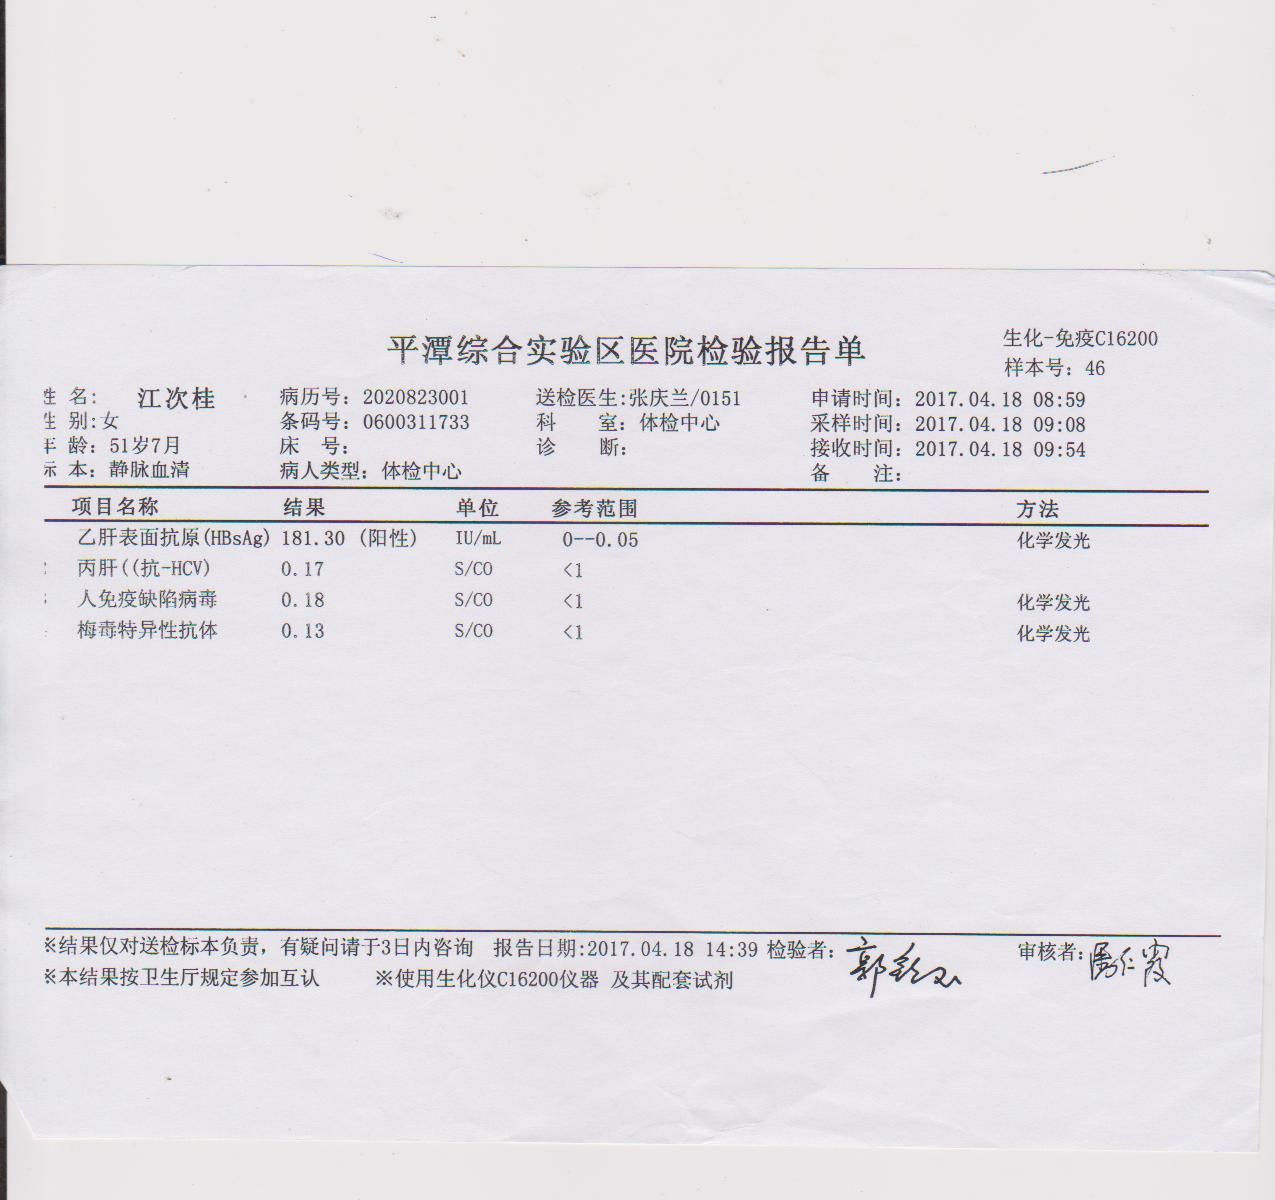 平潭综合实验区医院检验报告单
生化-免疫C16200
样本号：46
姓 名： 江次桂 病历号：2020823001 送检医生:张庆兰/0151 申请时间：2017.04.18 08:59
性 别:女 条码号：0600311733 科 室：体检中心 采样时间：2017.04.18 09:08
年 龄：51岁7月 床 号： 诊 断： 接收时间：2017.04.18 09:54
标 本：静脉血清 病人类型：体检中心 备 注：
项目名称 结果 单位 参考范围 方法
乙肝表面抗原(HBsAg) 181.30 (阳性) IU/mL 0--0.05 化学发光
丙肝((抗-HCV) 0.17 S/CO <1
人免疫缺陷病毒 0.18 S/CO <1 化学发光
梅毒特异性抗体 0.13 S/CO <1 化学发光
※结果仅对送检标本负责，有疑问请于3日内咨询 报告日期:2017.04.18 14:39 检验者： 审核者：
※本结果按卫生厅规定参加互认 ※使用生化仪C16200仪器 及其配套试剂